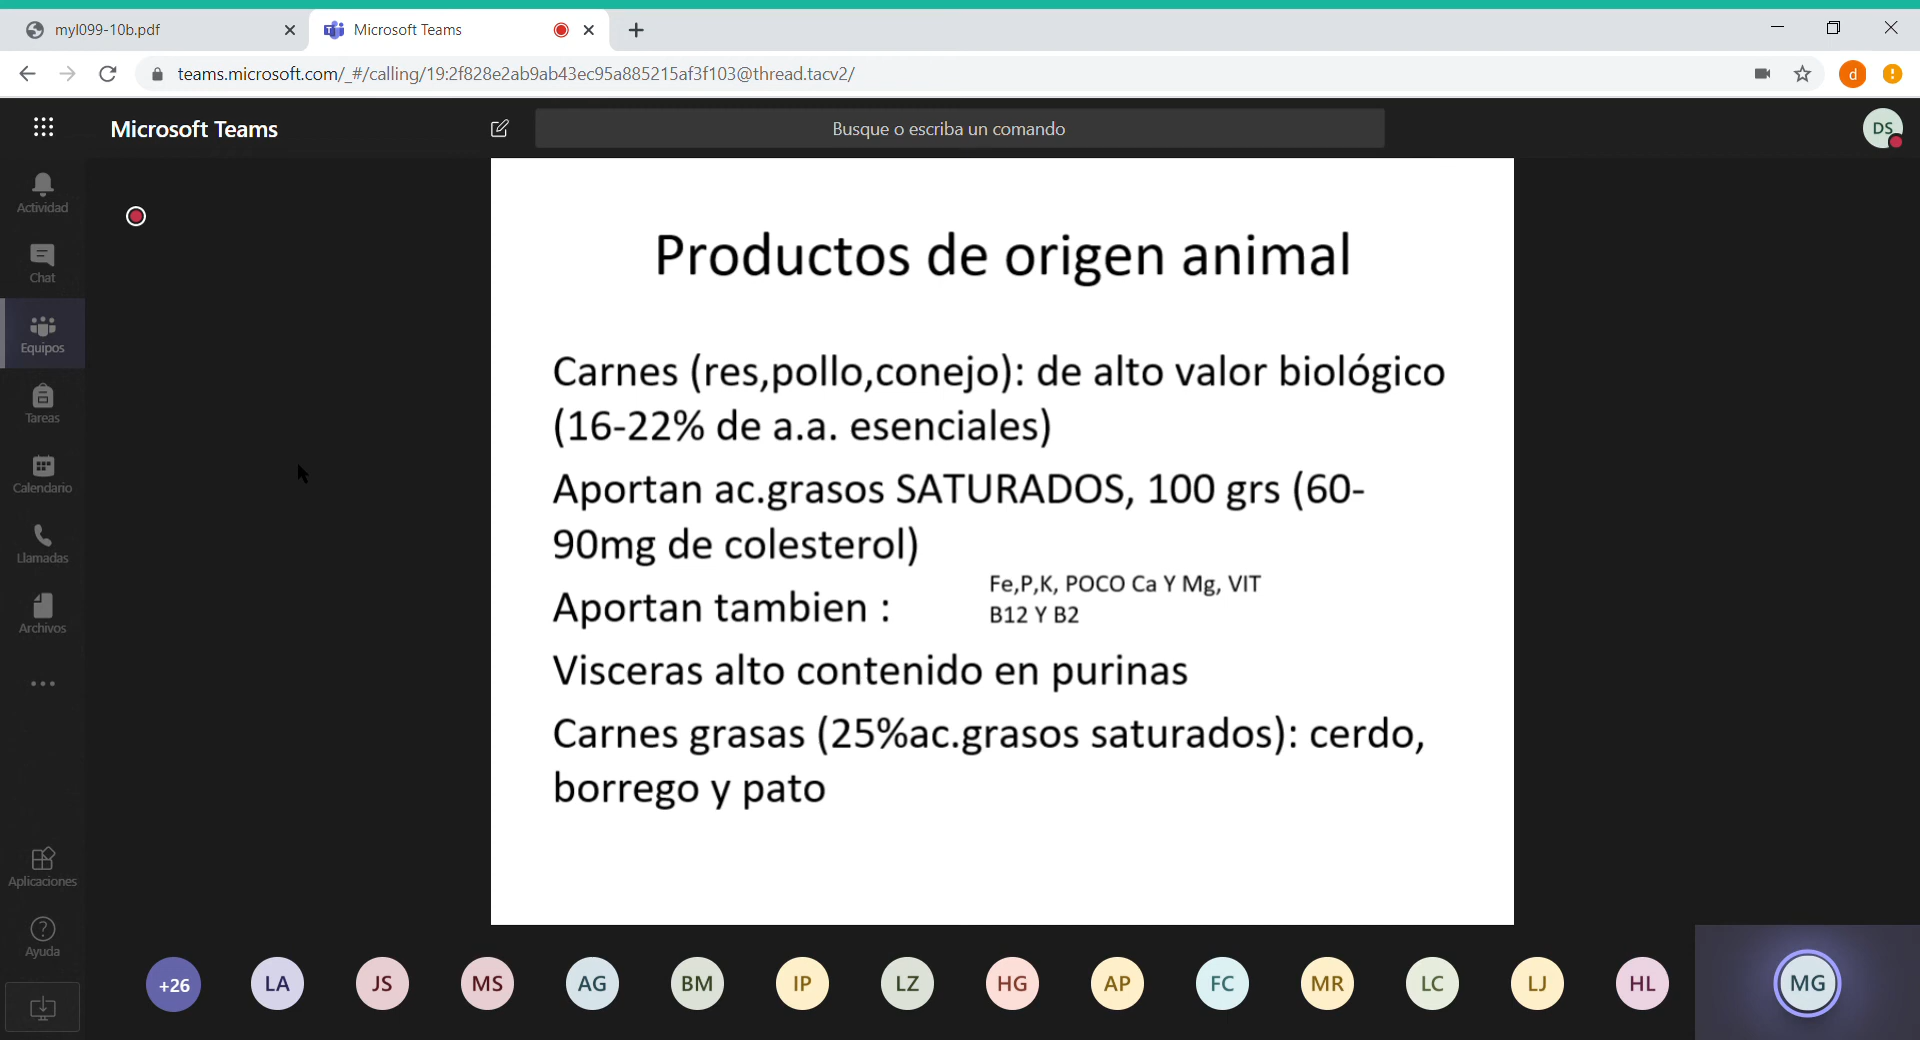 myl099-10b.pdf
Microsoft Teams
teams.microsoft.com/_#/calling/19:2f828e2ab9ab43ec95a885215af3f103@thread.tacv2/
d
Microsoft Teams
Busque o escriba un comando
DS
Actividad
Chat
Equipos
Tareas
Calendario
Llamadas
Archivos
Aplicaciones
Ayuda
Productos de origen animal
Carnes (res,pollo,conejo): de alto valor biológico
(16-22% de a.a. esenciales)
Aportan ac.grasos SATURADOS, 100 grs (60-
90mg de colesterol)
Aportan tambien :
Fe,P,K, POCO Ca Y Mg, VIT
B12 Y B2
Visceras alto contenido en purinas
Carnes grasas (25%ac.grasos saturados): cerdo,
borrego y pato
+26 LA JS MS AG BM IP LZ HG AP FC MR LC LJ HL MG